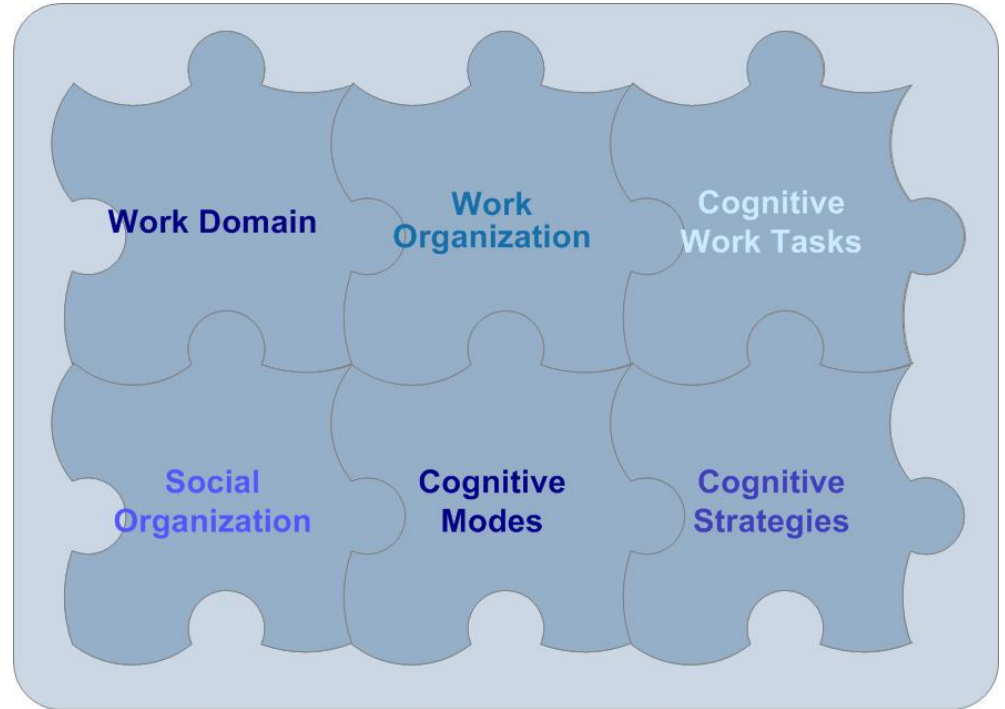 Work Domain
Work
Organization
Cognitive
Work Tasks
Social
Organization
Cognitive
Modes
Cognitive
Strategies